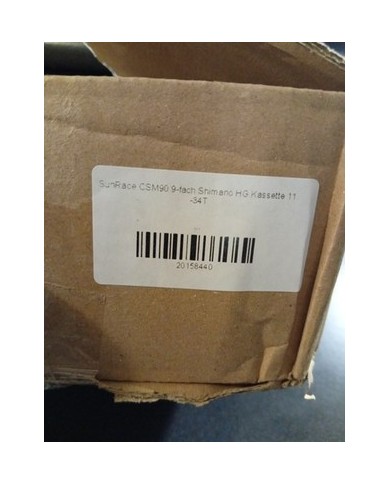 SunRace CSM90 9-fach Shimano HG Kassette 11
-34T
20158440